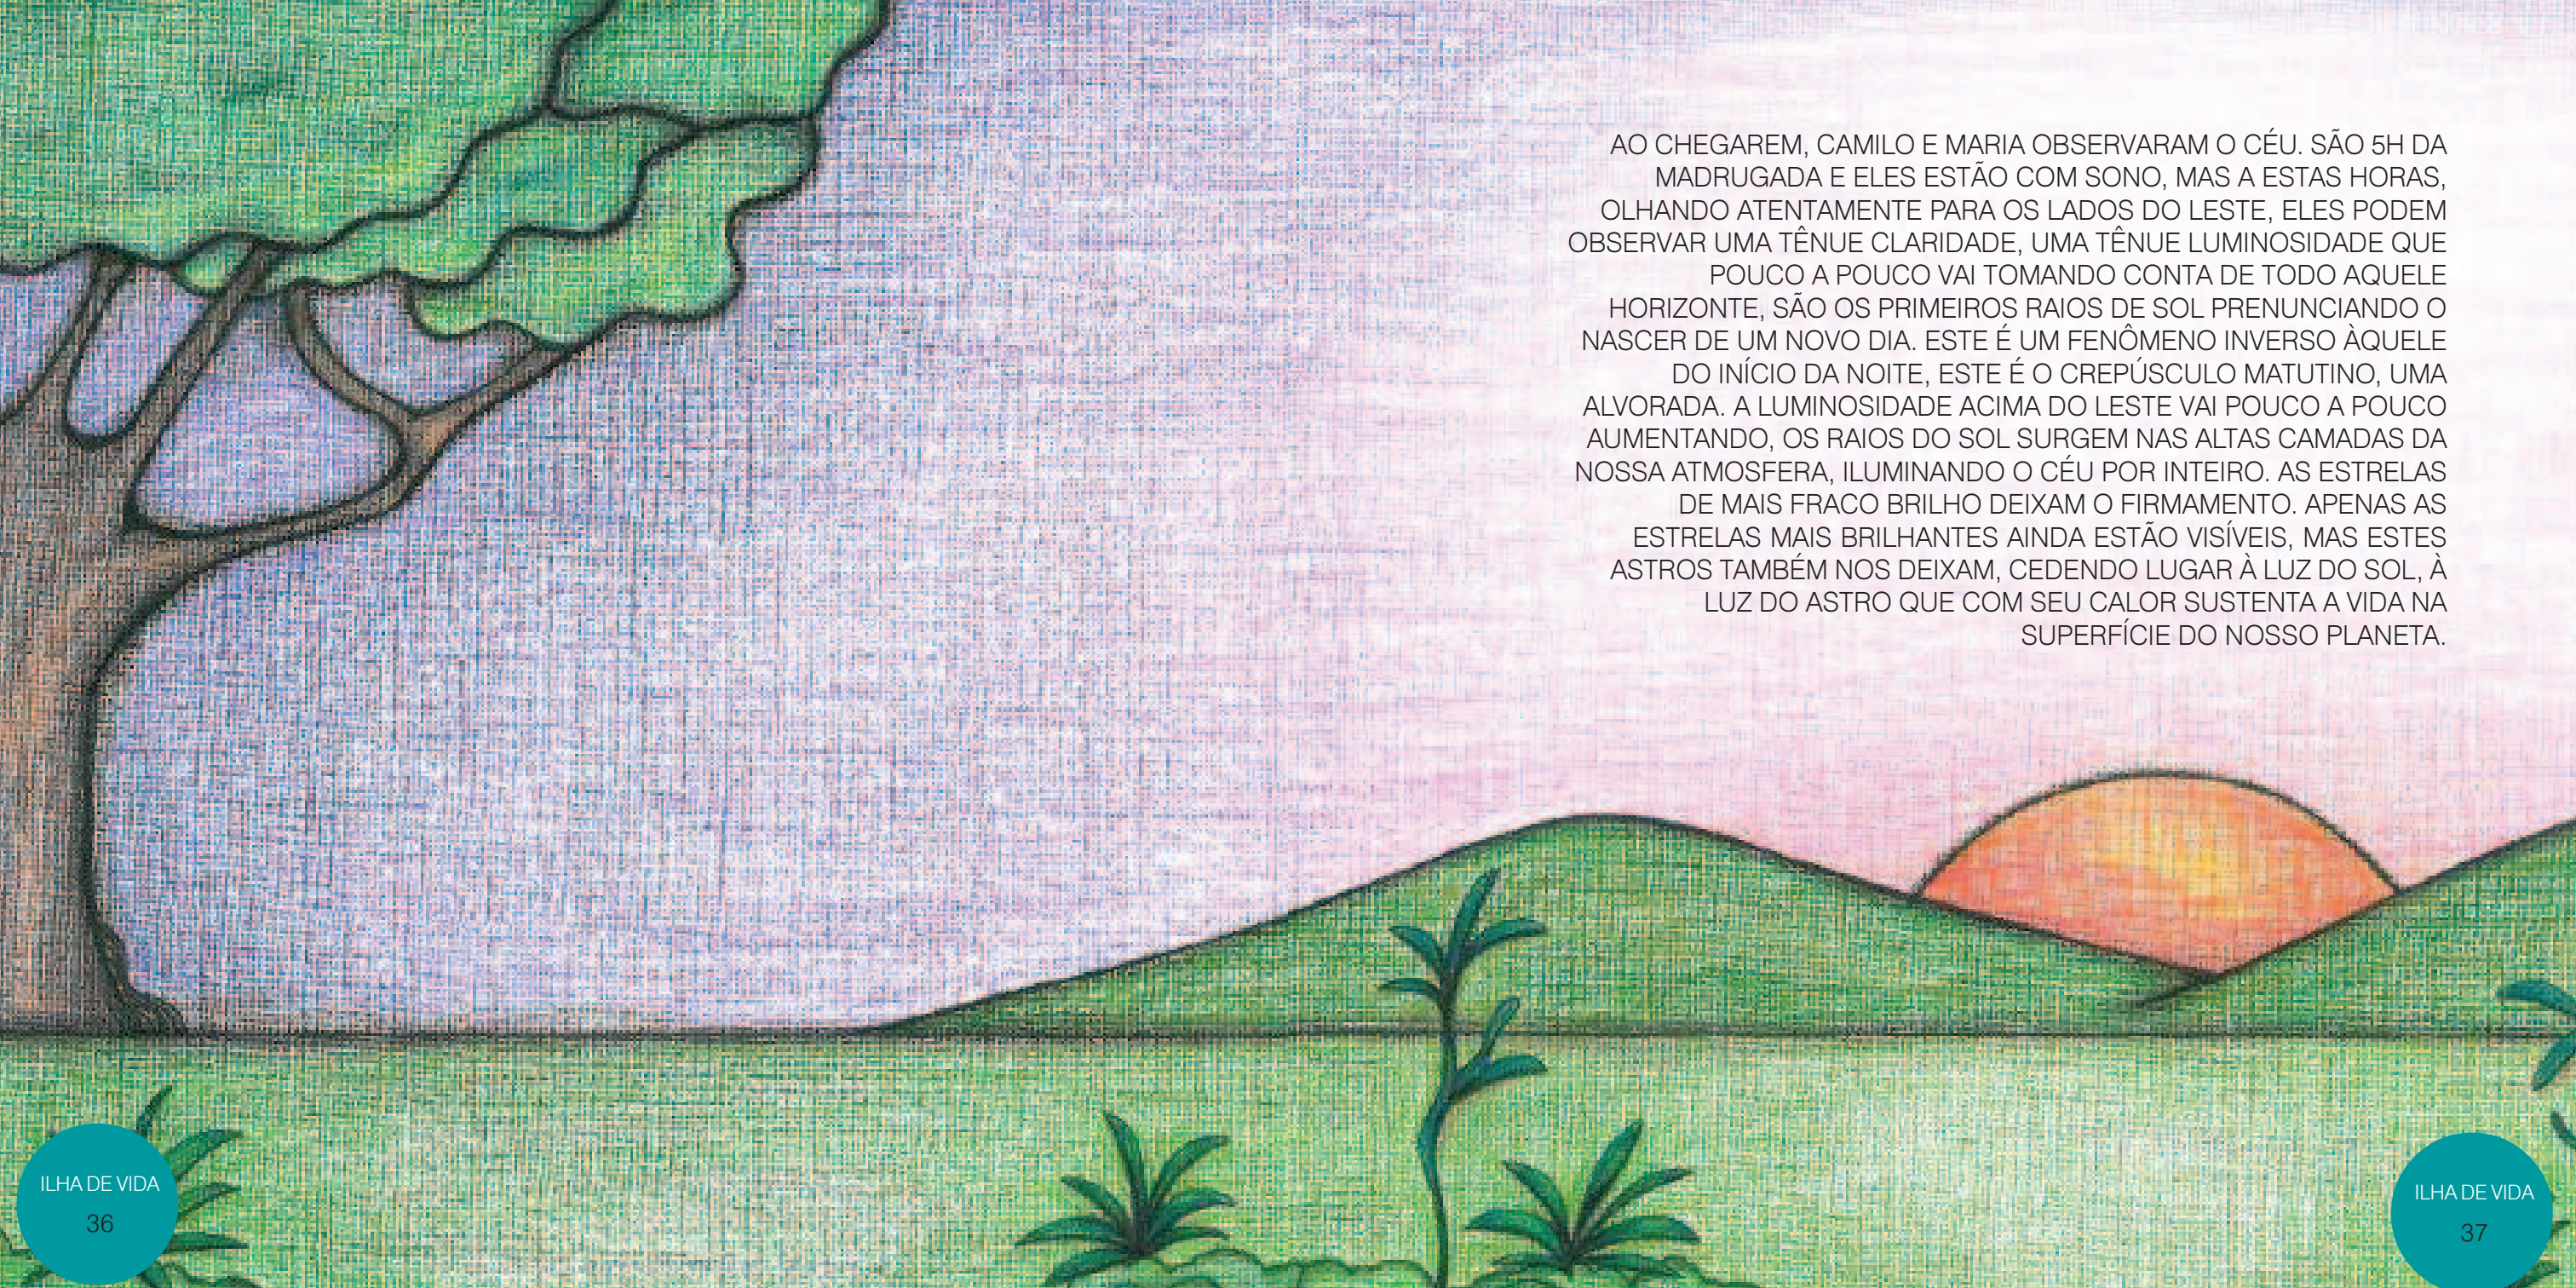 AO CHEGAREM, CAMILO E MARIA OBSERVARAM O CÉU. SÃO 5H DA
MADRUGADA E ELES ESTÃO COM SONO, MAS A ESTAS HORAS,
OLHANDO ATENTAMENTE PARA OS LADOS DO LESTE, ELES PODEM
OBSERVAR UMA TÊNUE CLARIDADE, UMA TÊNUE LUMINOSIDADE QUE
POUCO A POUCO VAI TOMANDO CONTA DE TODO AQUELE
HORIZONTE, SÃO OS PRIMEIROS RAIOS DE SOL PRENUNCIANDO O
NASCER DE UM NOVO DIA. ESTE É UM FENÔMENO INVERSO ÀQUELE
DO INÍCIO DA NOITE, ESTE É O CREPÚSCULO MATUTINO, UMA
ALVORADA. A LUMINOSIDADE ACIMA DO LESTE VAI POUCO A POUCO
AUMENTANDO, OS RAIOS DO SOL SURGEM NAS ALTAS CAMADAS DA
NOSSA ATMOSFERA, ILUMINANDO O CÉU POR INTEIRO. AS ESTRELAS
DE MAIS FRACO BRILHO DEIXAM O FIRMAMENTO. APENAS AS
ESTRELAS MAIS BRILHANTES AINDA ESTÃO VISÍVEIS, MAS ESTES
ASTROS TAMBÉM NOS DEIXAM, CEDENDO LUGAR À LUZ DO SOL, À
LUZ DO ASTRO QUE COM SEU CALOR SUSTENTA A VIDA NA
SUPERFÍCIE DO NOSSO PLANETA.
ILHA DE VIDA
36
ILHA DE VIDA
37